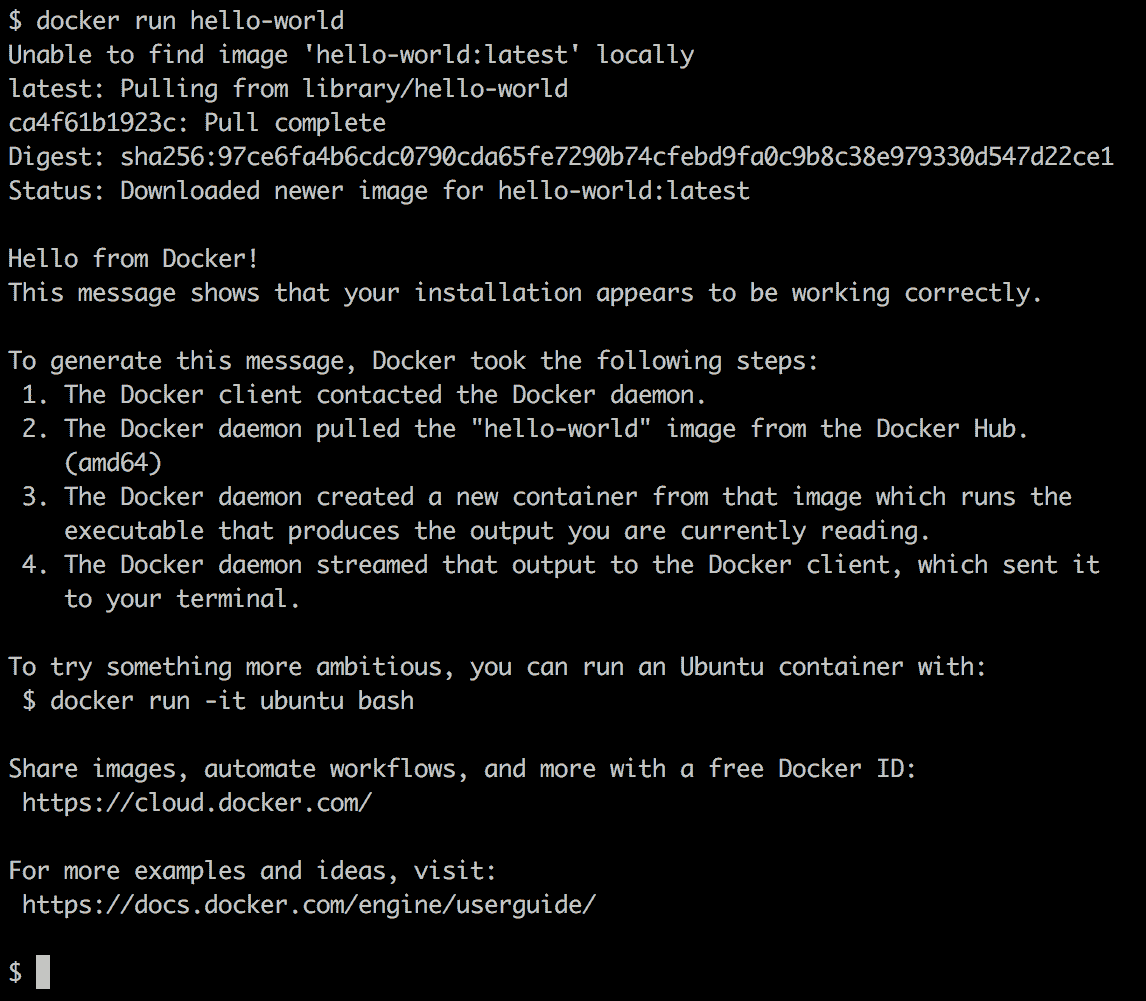 $ docker run hello-world
Unable to find image 'hello-world:latest' locally
latest: Pulling from library/hello-world
ca4f61b1923c: Pull complete
Digest: sha256:97ce6fa4b6cdc0790cda65fe7290b74cfebd9fa0c9b8c38e979330d547d22ce1
Status: Downloaded newer image for hello-world:latest

Hello from Docker!
This message shows that your installation appears to be working correctly.

To generate this message, Docker took the following steps:
 1. The Docker client contacted the Docker daemon.
 2. The Docker daemon pulled the "hello-world" image from the Docker Hub.
    (amd64)
 3. The Docker daemon created a new container from that image which runs the
    executable that produces the output you are currently reading.
 4. The Docker daemon streamed that output to the Docker client, which sent it
    to your terminal.

To try something more ambitious, you can run an Ubuntu container with:
 $ docker run -it ubuntu bash

Share images, automate workflows, and more with a free Docker ID:
 https://cloud.docker.com/

For more examples and ideas, visit:
 https://docs.docker.com/engine/userguide/

$